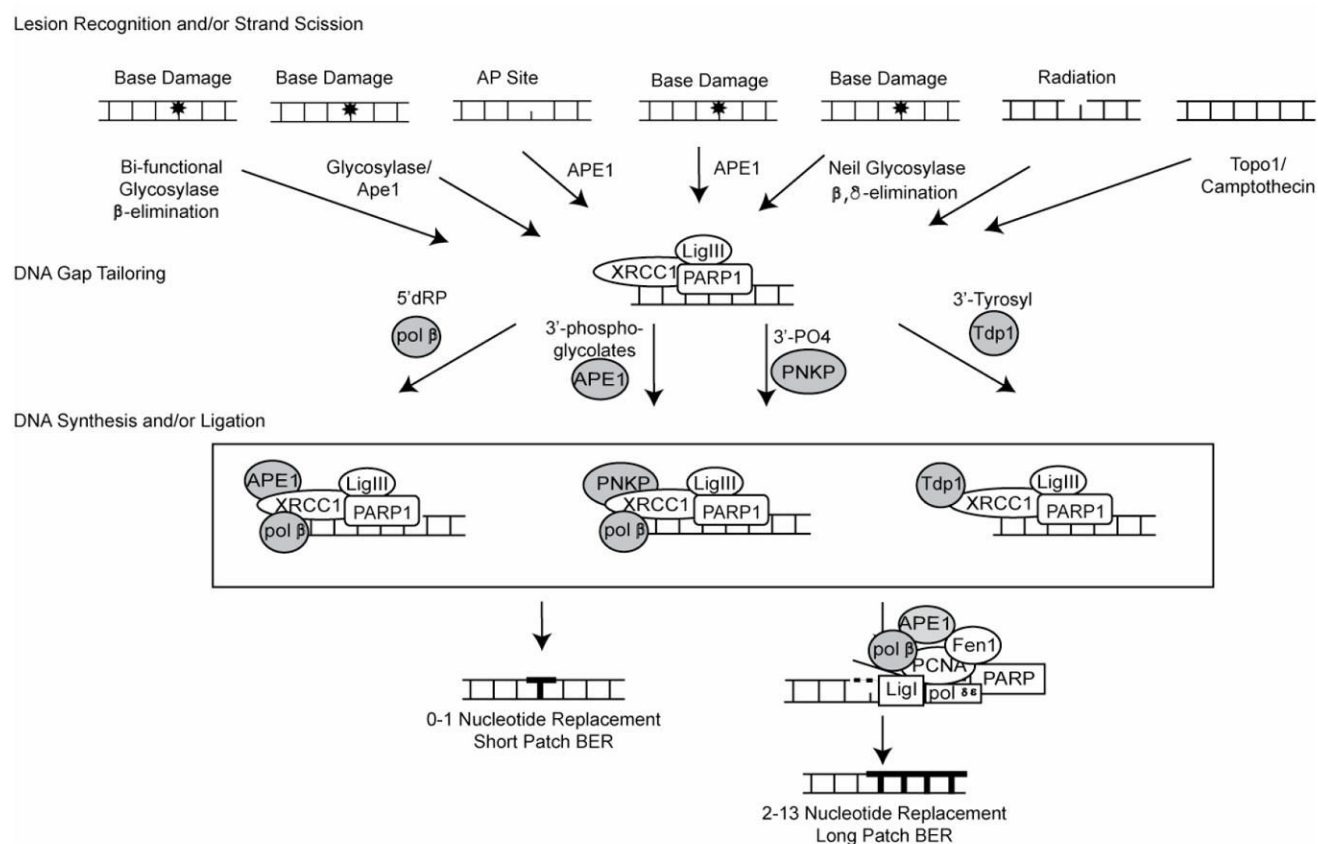 Lesion Recognition and/or Strand Scission
Base Damage
Base Damage
AP Site
Base Damage
Base Damage
Radiation
Bi-functional
Glycosylase
β-elimination
Glycosylase/
Ape1
APE1
APE1
Neil Glycosylase
β,δ-elimination
Topo1/
Camptothecin
LigIII
XRCC1
PARP1
DNA Gap Tailoring
5'dRP
pol β
3'-phospho-
glycolates
APE1
3'-PO4
PNKP
3'-Tyrosyl
Tdp1
DNA Synthesis and/or Ligation
APE1
LigIII
XRCC1
PARP1
pol β
PNKP
LigIII
XRCC1
PARP1
pol β
Tdp1
LigIII
XRCC1
PARP1
APE1
pol β
Fen1
PCNA
PARP
LigI
pol δε
0-1 Nucleotide Replacement
Short Patch BER
2-13 Nucleotide Replacement
Long Patch BER